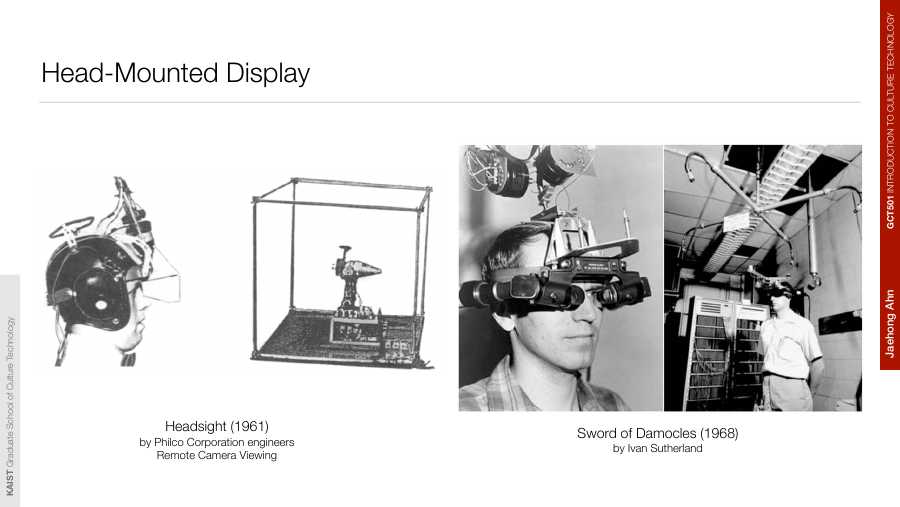 Head-Mounted Display
Headsight (1961)
by Philco Corporation engineers
Remote Camera Viewing
Sword of Damocles (1968)
by Ivan Sutherland
KAIST Graduate School of Culture Technology
GCT501 INTRODUCTION TO CULTURE TECHNOLOGY
Jaehong Ahn